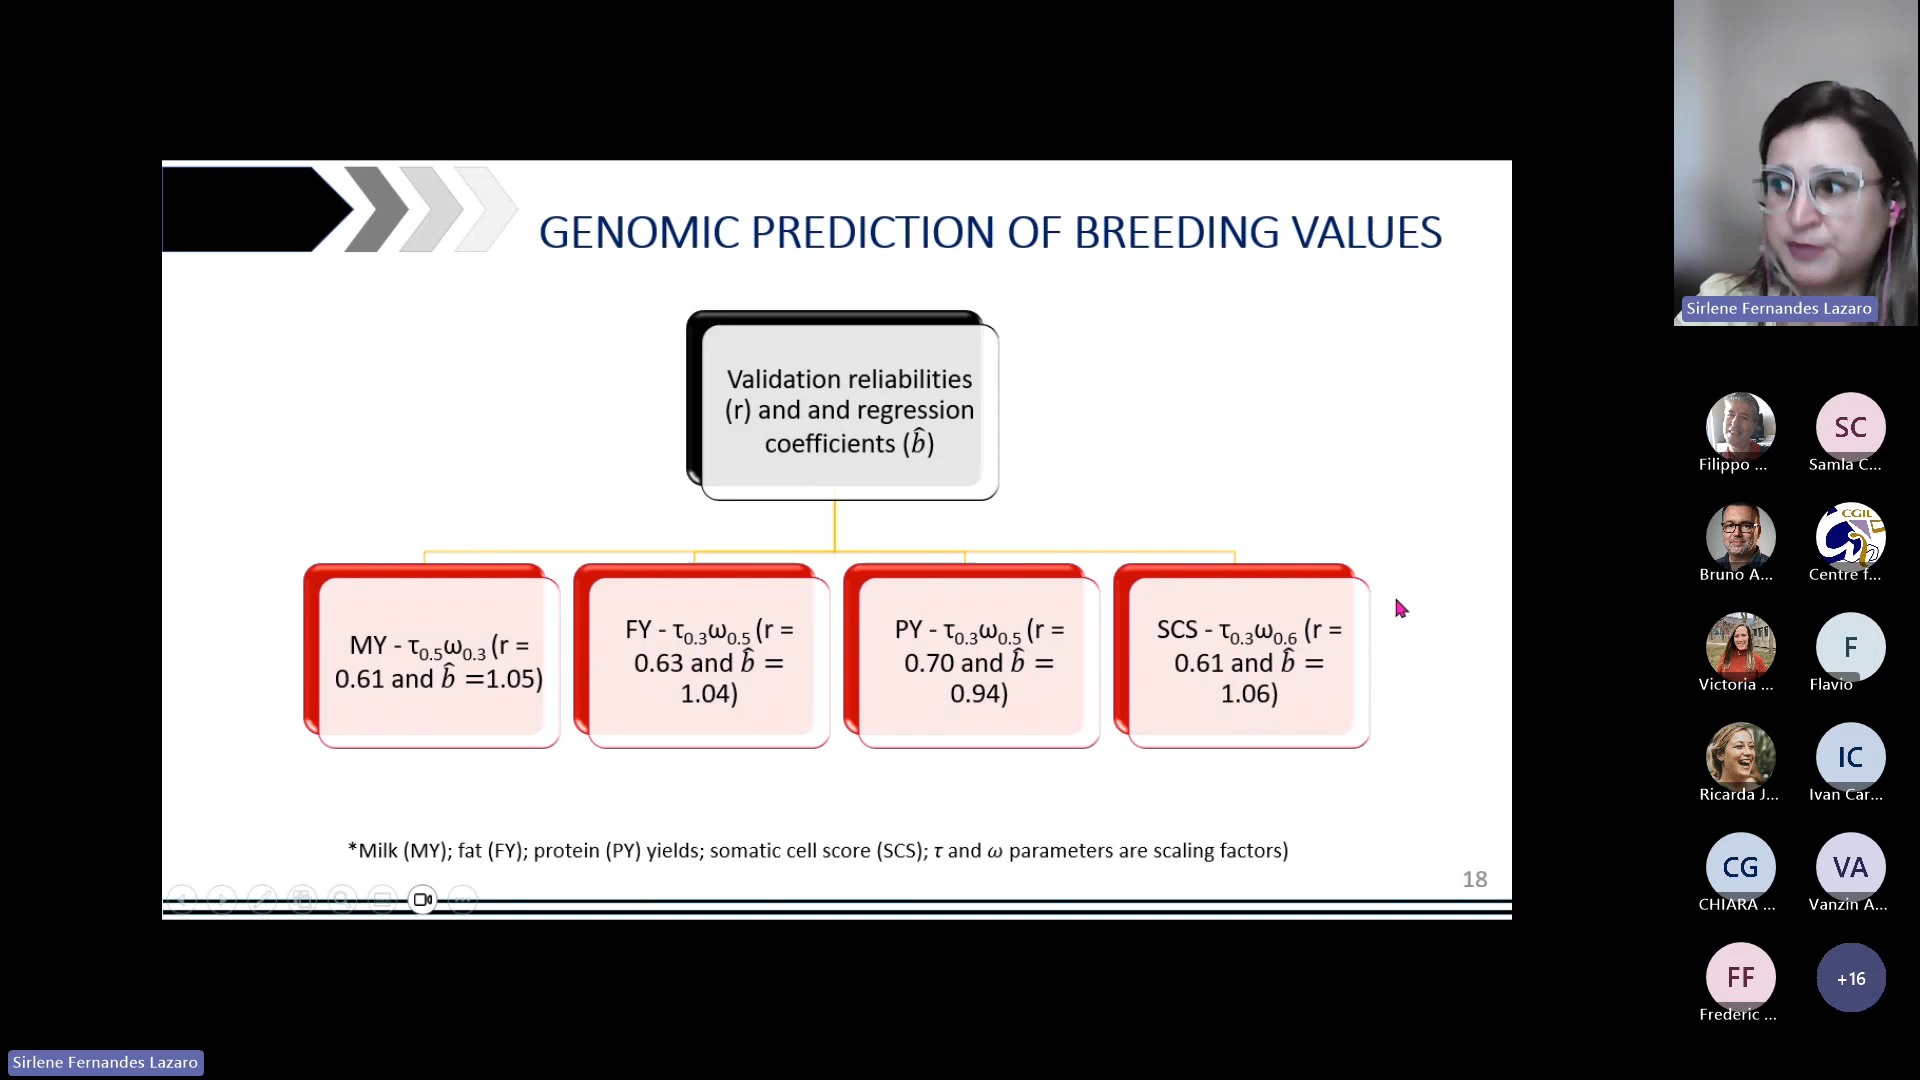 GENOMIC PREDICTION OF BREEDING VALUES
Validation reliabilities
(r) and and regression
coefficients (b̂)
MY - τ₀.₅ω₀.₃ (r =
0.61 and b̂ =1.05)
FY - τ₀.₃ω₀.₅ (r =
0.63 and b̂ =
1.04)
PY - τ₀.₃ω₀.₅ (r =
0.70 and b̂ =
0.94)
SCS - τ₀.₃ω₀.₆ (r =
0.61 and b̂ =
1.06)
*Milk (MY); fat (FY); protein (PY) yields; somatic cell score (SCS); τ and ω parameters are scaling factors)
18
Sirlene Fernandes Lazaro
Filippo ...
SC
Samla C...
Bruno A...
CGIL
Centre f...
Victoria ...
F
Flavio
Ricarda J...
IC
Ivan Car...
CG
CHIARA ...
VA
Vanzin A...
FF
Frederic ...
+16
Sirlene Fernandes Lazaro